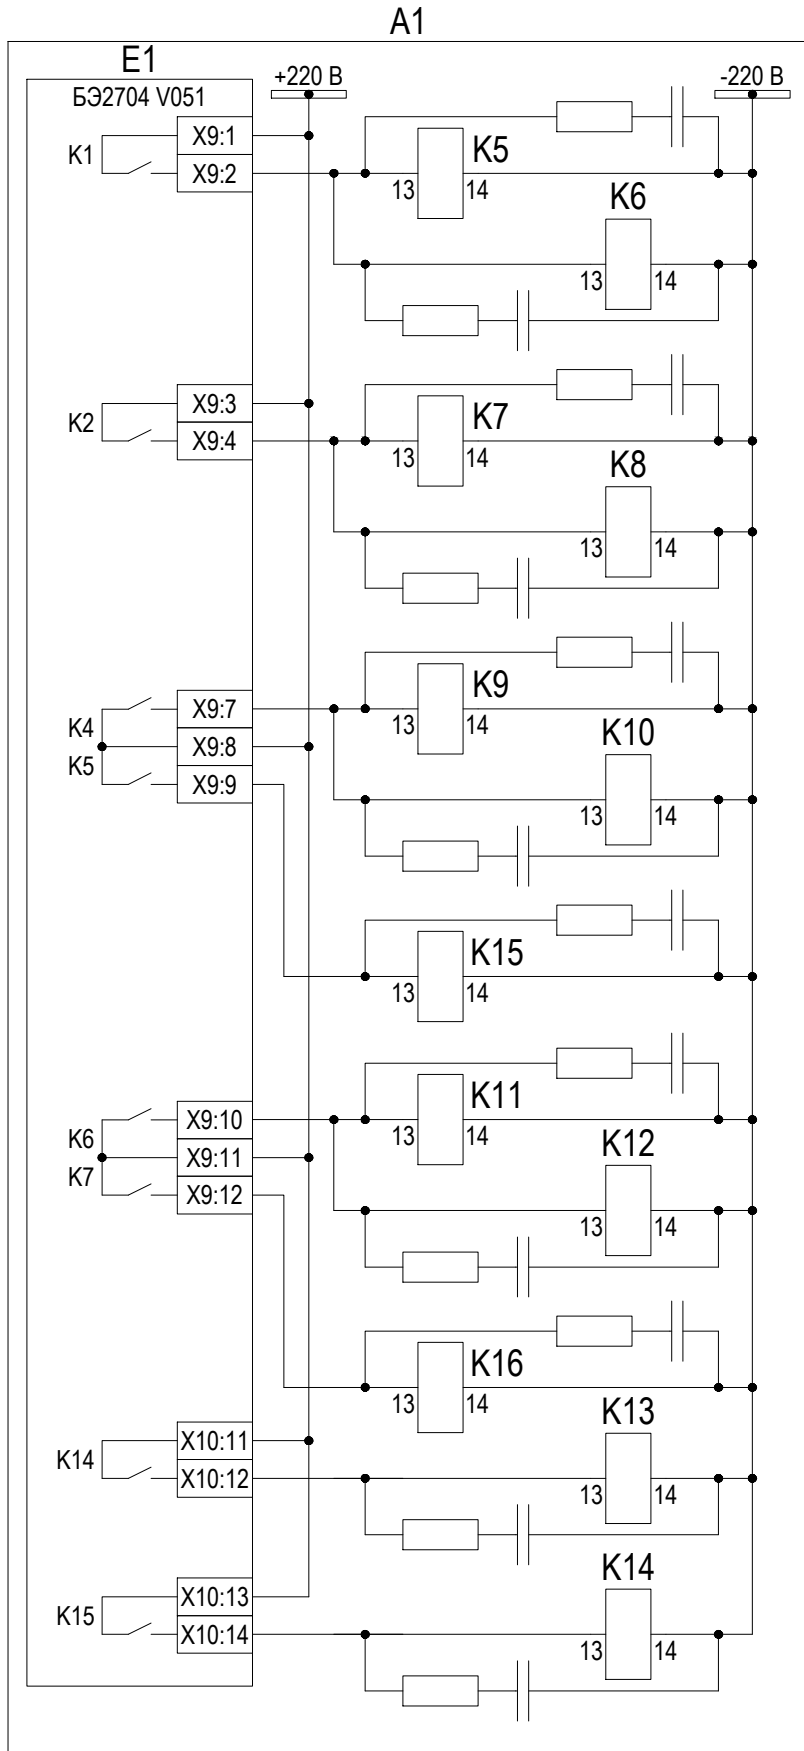 A1
E1
БЭ2704 V051
+220 В
-220 В
K1
X9:1
X9:2
13
K5
14
13
K6
14
K2
X9:3
X9:4
13
K7
14
13
K8
14
K4
K5
X9:7
X9:8
X9:9
13
K9
14
13
K10
14
13
K15
14
K6
K7
X9:10
X9:11
X9:12
13
K11
14
13
K12
14
13
K16
14
K14
X10:11
X10:12
13
K13
14
K15
X10:13
X10:14
13
K14
14